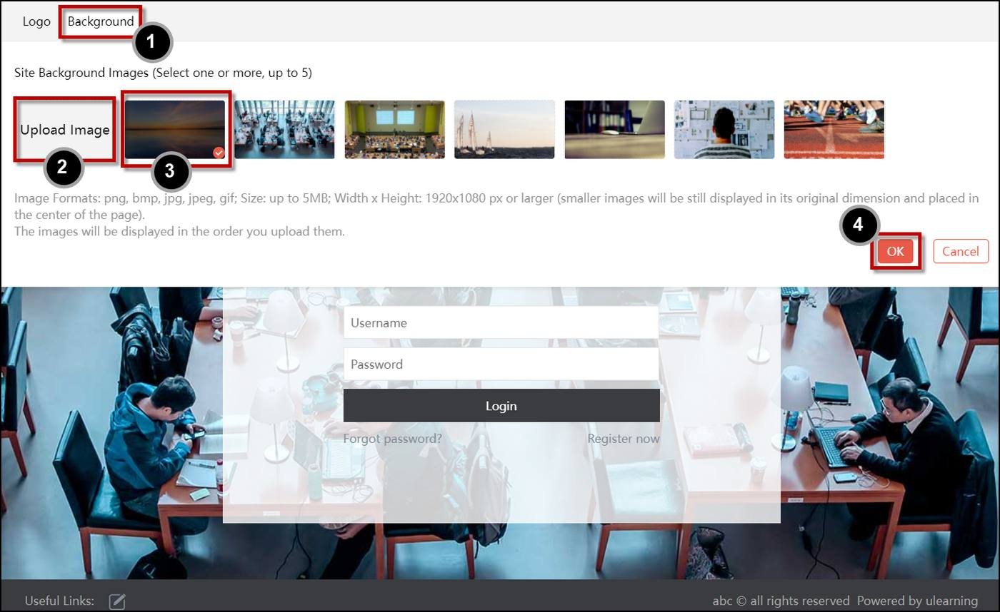 Logo Background
1
Site Background Images (Select one or more, up to 5)
Upload Image
2
3
Image Formats: png, bmp, jpg, jpeg, gif; Size: up to 5MB; Width x Height: 1920x1080 px or larger (smaller images will be still displayed in its original dimension and placed in
the center of the page).
The images will be displayed in the order you upload them.
4
OK Cancel
Username
Password
Login
Forgot password? Register now
Useful Links: abc © all rights reserved Powered by ulearning